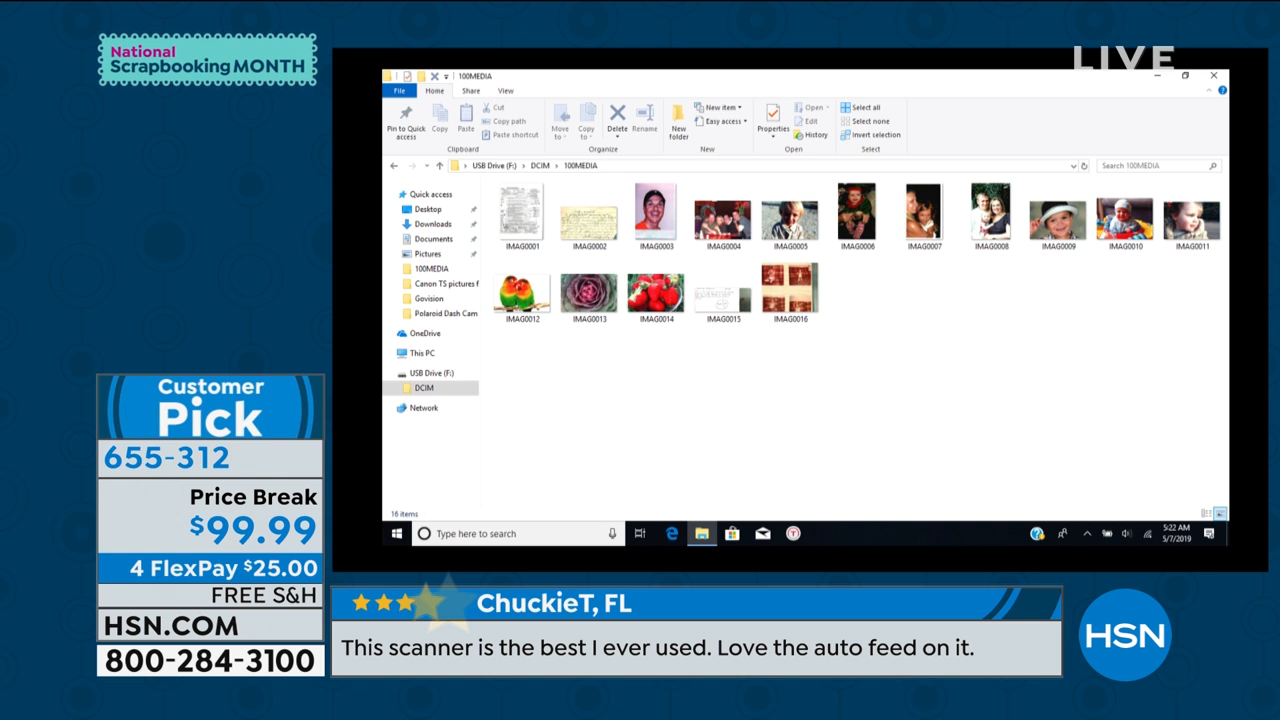 National
Scrapbooking MONTH
LIVE
100MEDIA
File Home Share View
Pin to Quick access
Copy
Paste
Cut
Copy path
Paste shortcut
Clipboard
Move to
Copy to
Delete
Rename
Organize
New folder
New item
Easy access
New
Properties
Open
Edit
History
Open
Select all
Select none
Invert selection
Select
USB Drive (F:) > DCIM > 100MEDIA
Search 100MEDIA
Quick access
Desktop
Downloads
Documents
Pictures
100MEDIA
Canon TS pictures f
Govision
Polaroid Dash Cam
OneDrive
This PC
USB Drive (F:)
DCIM
Network
IMAG0001 IMAG0002 IMAG0003 IMAG0004 IMAG0005 IMAG0006 IMAG0007 IMAG0008 IMAG0009 IMAG0010 IMAG0011
IMAG0012 IMAG0013 IMAG0014 IMAG0015 IMAG0016
16 items
Type here to search
5:22 AM
5/7/2019
Customer
Pick
655-312
Price Break
$99.99
4 FlexPay $25.00
FREE S&H
HSN.COM
800-284-3100
ChuckieT, FL
This scanner is the best I ever used. Love the auto feed on it.
HSN